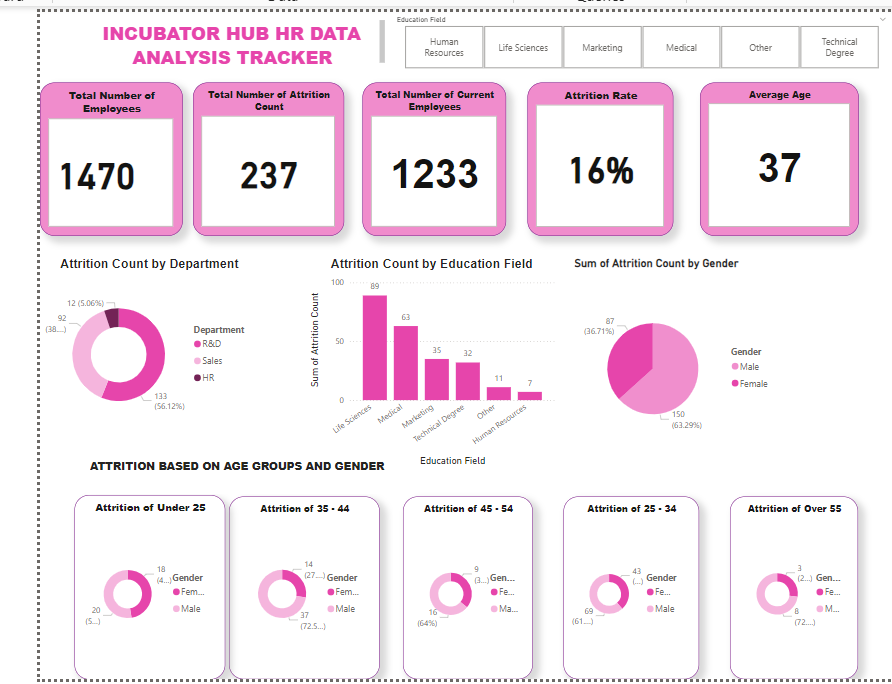 Education Field
INCUBATOR HUB HR DATA
ANALYSIS TRACKER
Human
Resources
Life Sciences
Marketing
Medical
Other
Technical
Degree
Total Number of
Employees
1470
Total Number of Attrition
Count
237
Total Number of Current
Employees
1233
Attrition Rate
16%
Average Age
37
Attrition Count by Department
12 (5.06%)
92
(38....)
133
(56.12%)
Department
R&D
Sales
HR
Attrition Count by Education Field
Sum of Attrition Count
100
50
0
89
63
35
32
11
7
Life Sciences
Medical
Marketing
Technical Degree
Other
Human Resources
Education Field
Sum of Attrition Count by Gender
87
(36.71%)
150
(63.29%)
Gender
Male
Female
ATTRITION BASED ON AGE GROUPS AND GENDER
Attrition of Under 25
18
(4...)
20
(5...)
Gender
Fem...
Male
Attrition of 35 - 44
14
(27....)
37
(72.5...)
Gender
Fem...
Male
Attrition of 45 - 54
9
(3...)
16
(64%)
Gen...
Fe...
Ma...
Attrition of 25 - 34
43
(...)
69
(61....)
Gender
Fe...
Male
Attrition of Over 55
3
(2...)
8
(72....)
Gen...
Fe...
M...